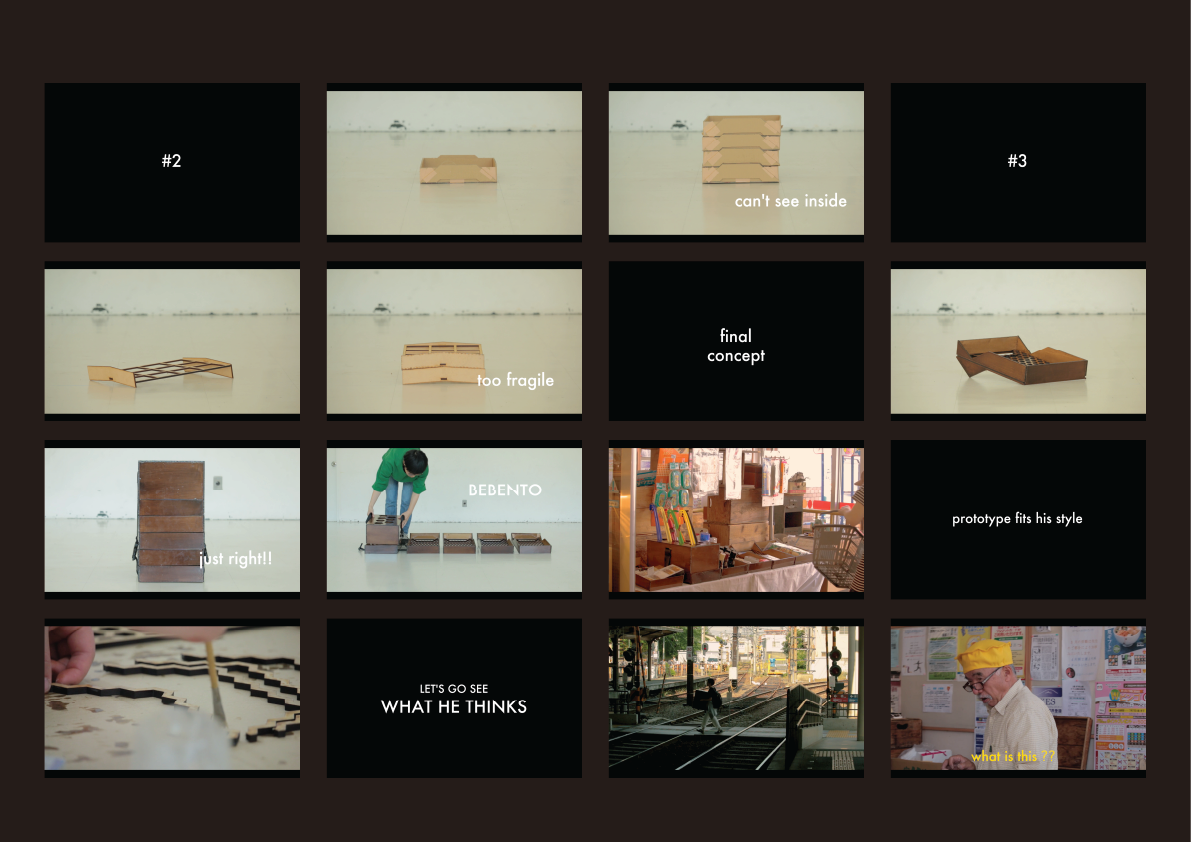 #2
can't see inside
#3
too fragile
final
concept
just right!!
BEBENTO
prototype fits his style
LET'S GO SEE
WHAT HE THINKS
what is this ??